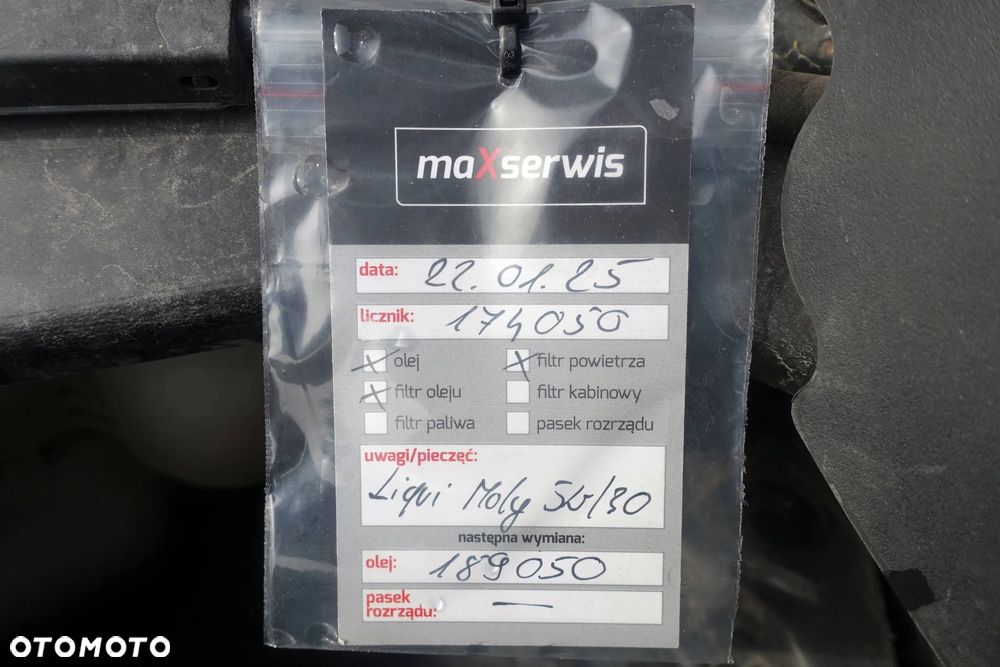 maXserwis
data: 22.01.25
licznik: 174050
olej filtr powietrza
filtr oleju filtr kabinowy
filtr paliwa pasek rozrządu
uwagi/pieczęć:
Liqui Moly 5W/30
następna wymiana:
olej: 189050
pasek
rozrządu: —
OTOMOTO